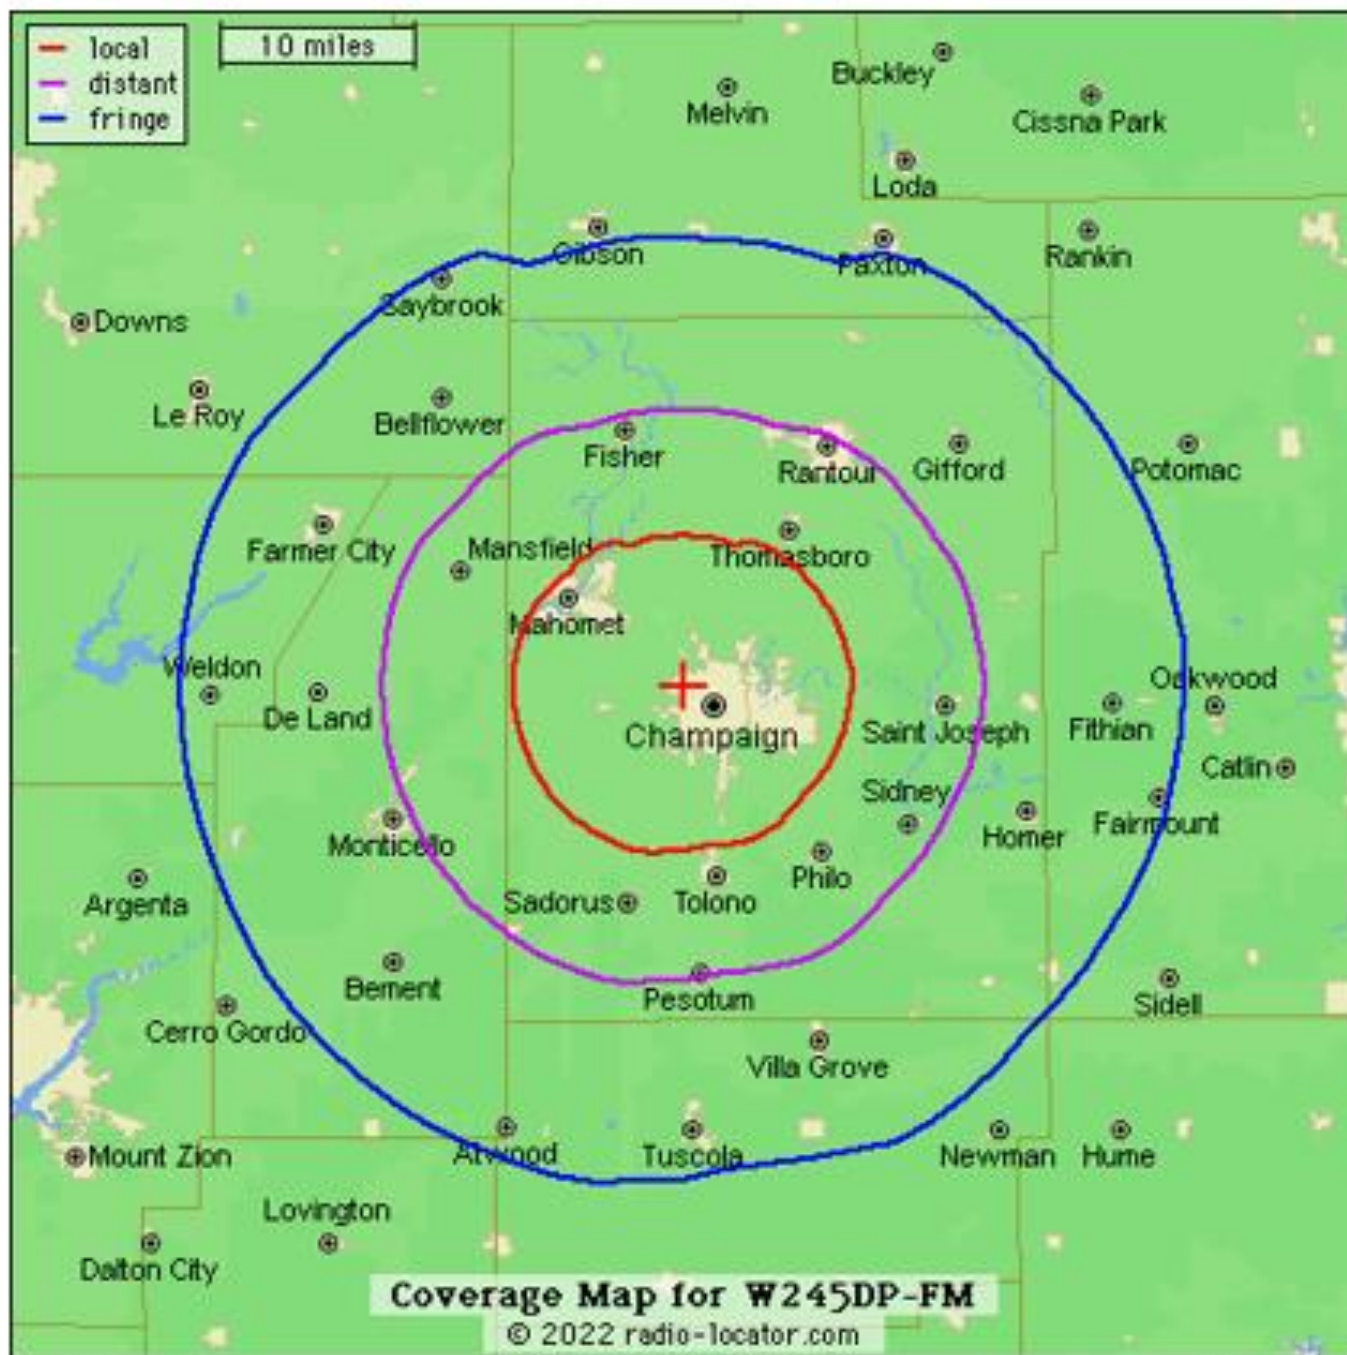 local
10 miles
distant
fringe
Buckley
Melvin
Cissna Park
Loda
Gibson
Paxton
Rankin
Saybrook
Downs
Le Roy
Bellflower
Fisher
Rantoul
Gifford
Potomac
Farmer City
Mansfield
Thomasboro
Mahomet
Weldon
De Land
Champaign
Saint Joseph
Fithian
Oakwood
Catlin
Sidney
Monticello
Homer
Fairmount
Argenta
Sadorus
Tolono
Philo
Bement
Pesotum
Sidell
Cerro Gordo
Villa Grove
Mount Zion
Atwood
Tuscola
Newman
Hume
Lovington
Dalton City
Coverage Map for W245DP-FM
© 2022 radio-locator.com